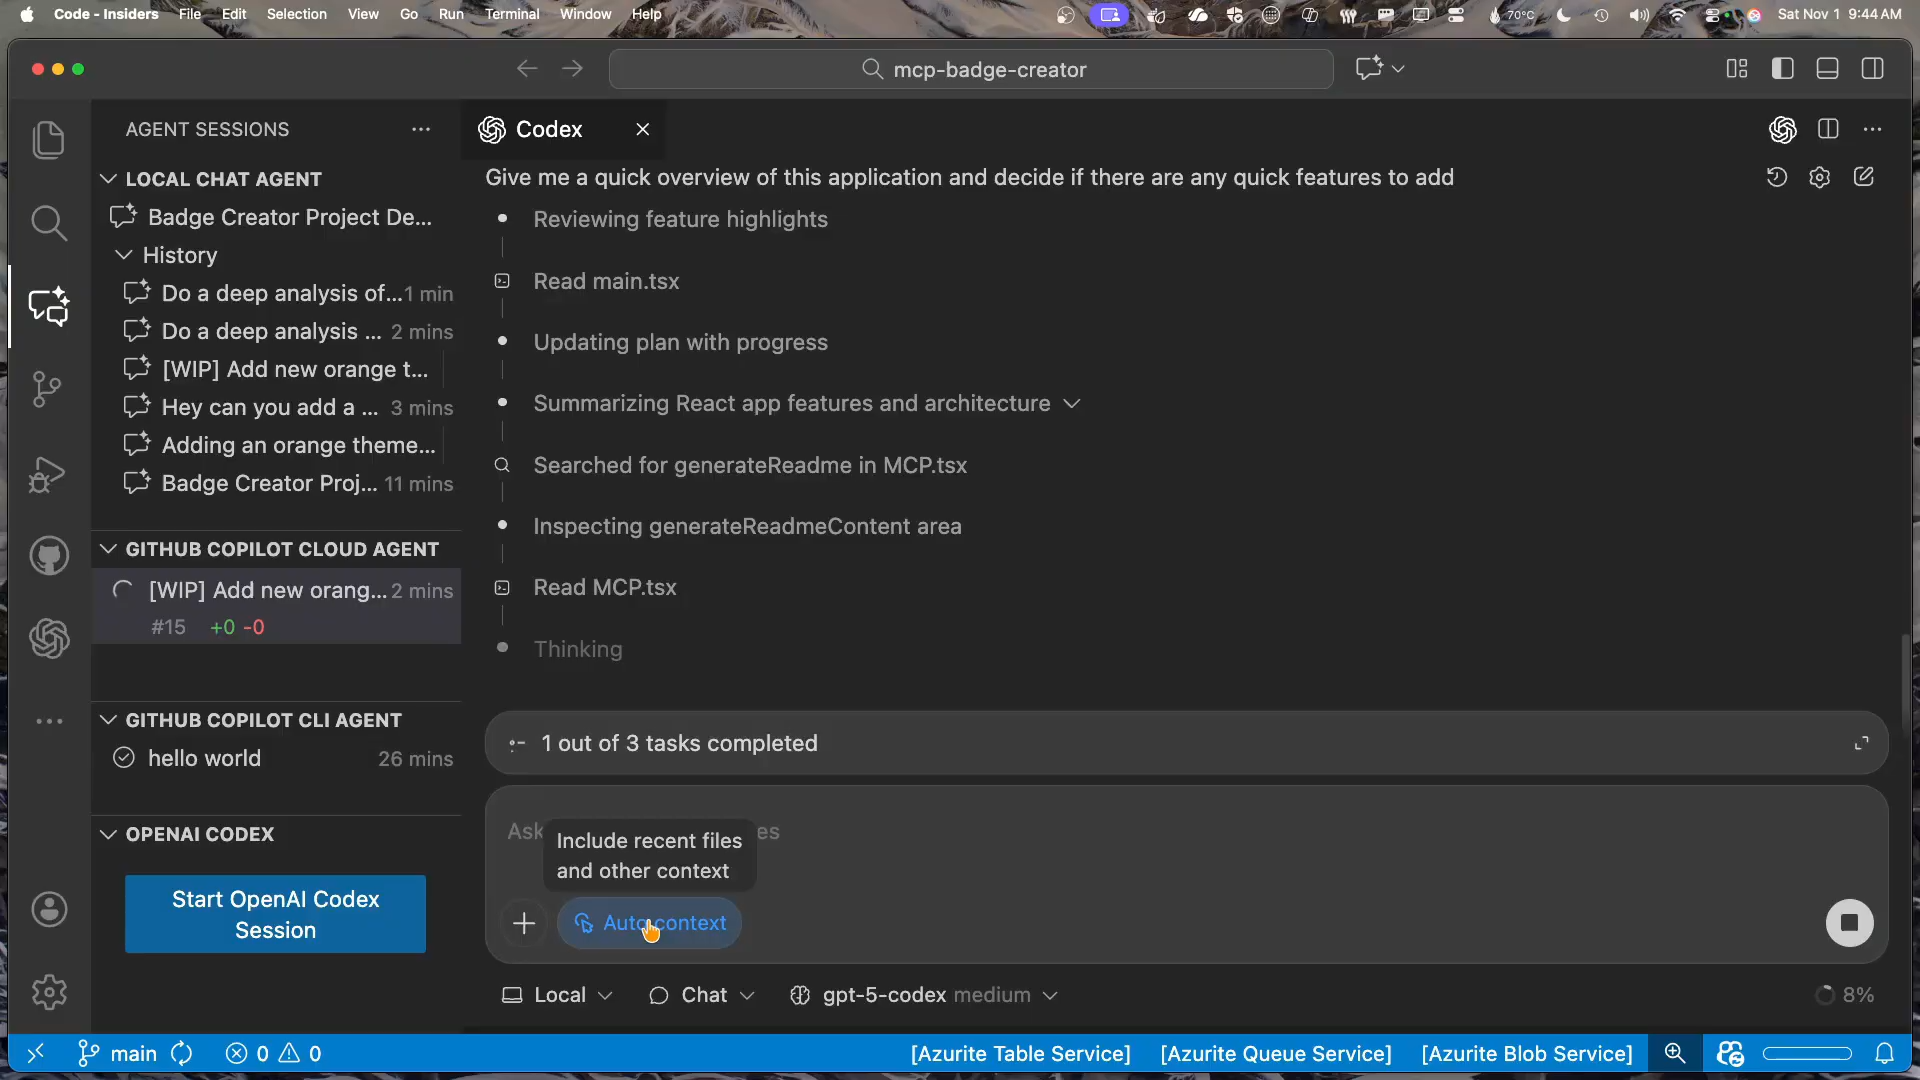 Code - Insiders File Edit Selection View Go Run Terminal Window Help
70°C Sat Nov 1 9:44 AM
mcp-badge-creator
AGENT SESSIONS
LOCAL CHAT AGENT
Badge Creator Project De...
History
Do a deep analysis of... 1 min
Do a deep analysis ... 2 mins
[WIP] Add new orange t...
Hey can you add a ... 3 mins
Adding an orange theme...
Badge Creator Proj... 11 mins
GITHUB COPILOT CLOUD AGENT
[WIP] Add new orang... 2 mins
#15 +0 -0
GITHUB COPILOT CLI AGENT
hello world 26 mins
OPENAI CODEX
Start OpenAI Codex
Session
Codex
Give me a quick overview of this application and decide if there are any quick features to add
Reviewing feature highlights
Read main.tsx
Updating plan with progress
Summarizing React app features and architecture
Searched for generateReadme in MCP.tsx
Inspecting generateReadmeContent area
Read MCP.tsx
Thinking
1 out of 3 tasks completed
Ask es
Include recent files
and other context
Auto context
Local Chat gpt-5-codex medium 8%
main 0 0 [Azurite Table Service] [Azurite Queue Service] [Azurite Blob Service]